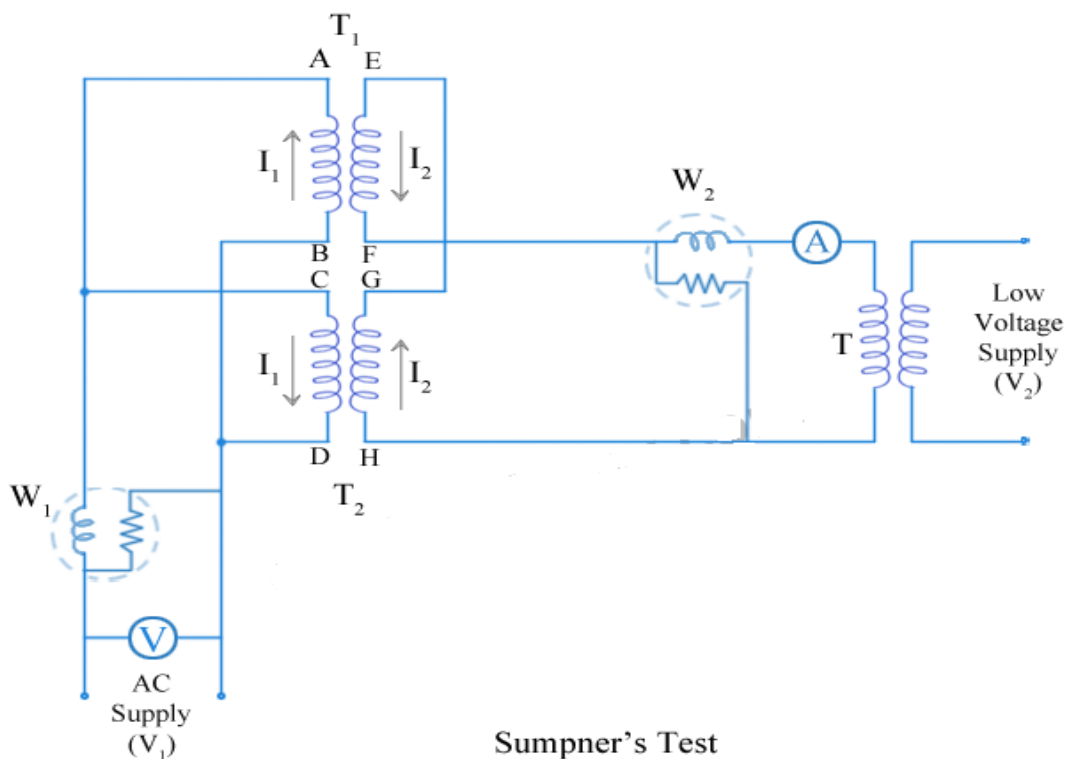 T₁
A E
I₁ I₂
W₂
A
B F
C G
Low
Voltage
Supply
(V₂)
T
I₁ I₂
D H
W₁
T₂
V
AC
Supply
(V₁)
Sumpner's Test